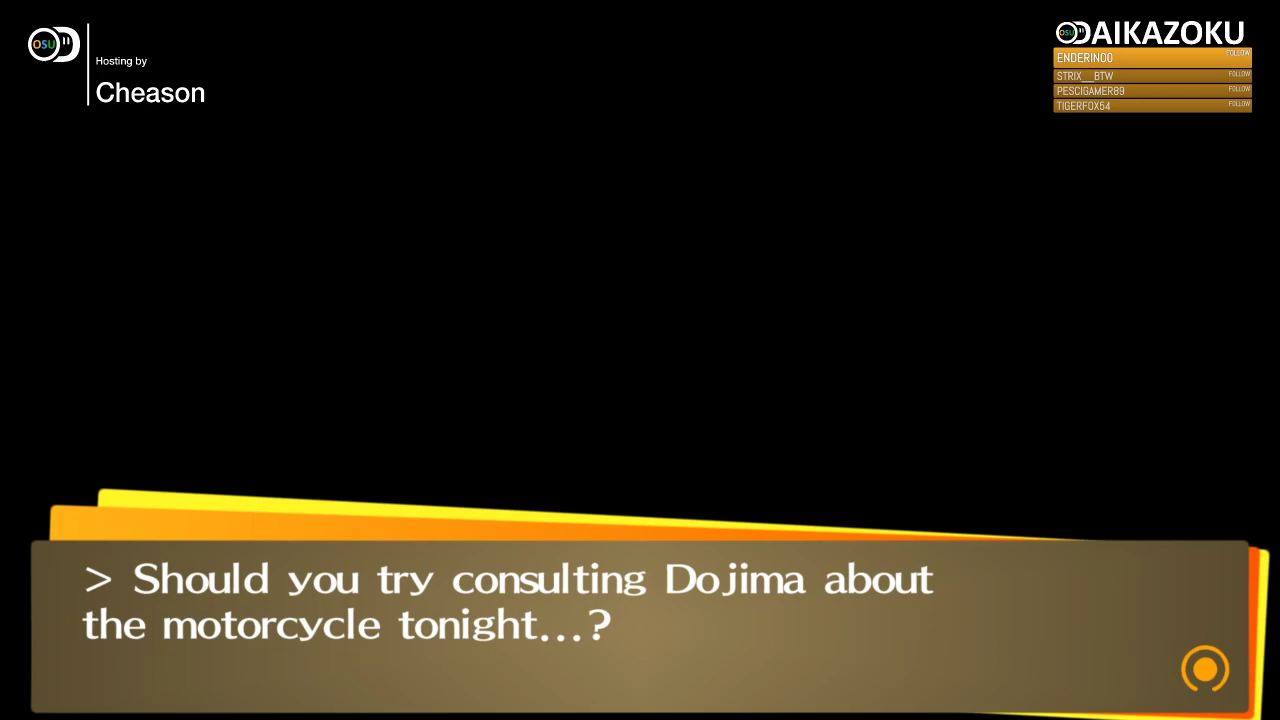 OSU
Hosting by
Cheason
OSU
DAIKAZOKU
ENDERINO0 FOLLOW
STRIX__BTW FOLLOW
PESCIGAMER89 FOLLOW
TIGERFOX54 FOLLOW
> Should you try consulting Dojima about
the motorcycle tonight...?